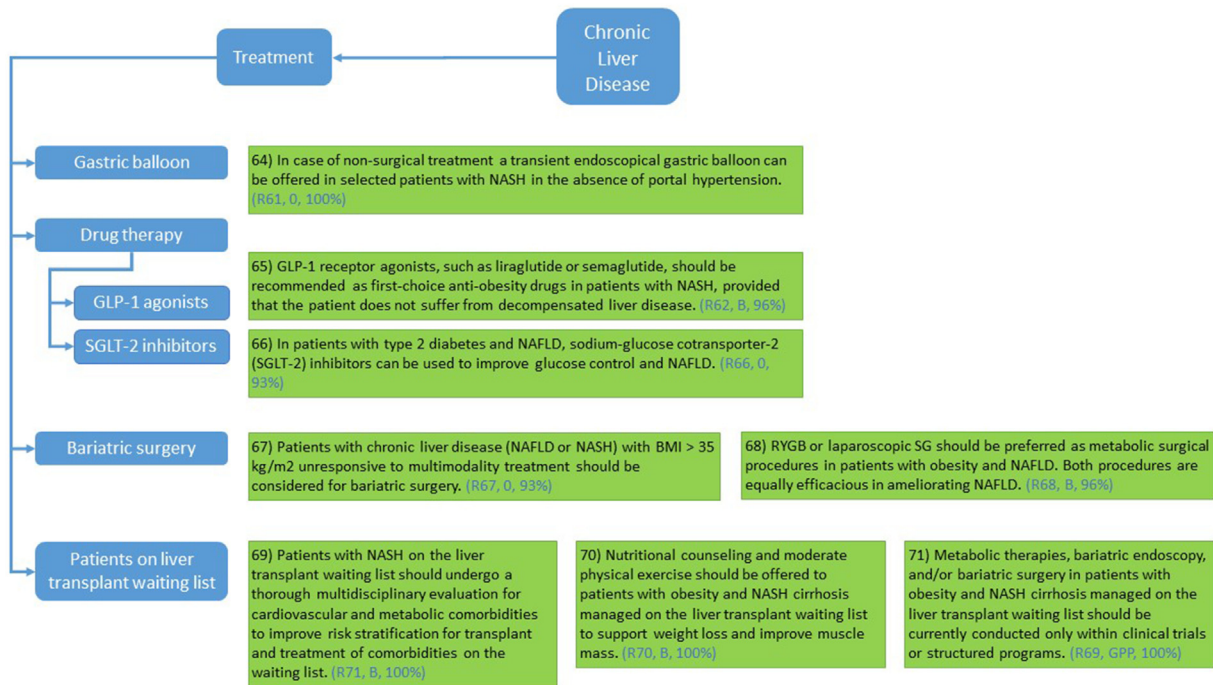 Chronic
Liver
Disease
Treatment
Gastric balloon
64) In case of non-surgical treatment a transient endoscopical gastric balloon can
be offered in selected patients with NASH in the absence of portal hypertension.
(R61, 0, 100%)
Drug therapy
65) GLP-1 receptor agonists, such as liraglutide or semaglutide, should be
recommended as first-choice anti-obesity drugs in patients with NASH, provided
that the patient does not suffer from decompensated liver disease. (R62, B, 96%)
GLP-1 agonists
SGLT-2 inhibitors
66) In patients with type 2 diabetes and NAFLD, sodium-glucose cotransporter-2
(SGLT-2) inhibitors can be used to improve glucose control and NAFLD. (R66, 0,
93%)
Bariatric surgery
67) Patients with chronic liver disease (NAFLD or NASH) with BMI > 35
kg/m2 unresponsive to multimodality treatment should be
considered for bariatric surgery. (R67, 0, 93%)
68) RYGB or laparoscopic SG should be preferred as metabolic surgical
procedures in patients with obesity and NAFLD. Both procedures are
equally efficacious in ameliorating NAFLD. (R68, B, 96%)
Patients on liver
transplant waiting list
69) Patients with NASH on the liver
transplant waiting list should undergo a
thorough multidisciplinary evaluation for
cardiovascular and metabolic comorbidities
to improve risk stratification for transplant
and treatment of comorbidities on the
waiting list. (R71, B, 100%)
70) Nutritional counseling and moderate
physical exercise should be offered to
patients with obesity and NASH cirrhosis
managed on the liver transplant waiting list
to support weight loss and improve muscle
mass. (R70, B, 100%)
71) Metabolic therapies, bariatric endoscopy,
and/or bariatric surgery in patients with
obesity and NASH cirrhosis managed on the
liver transplant waiting list should be
currently conducted only within clinical trials
or structured programs. (R69, GPP, 100%)